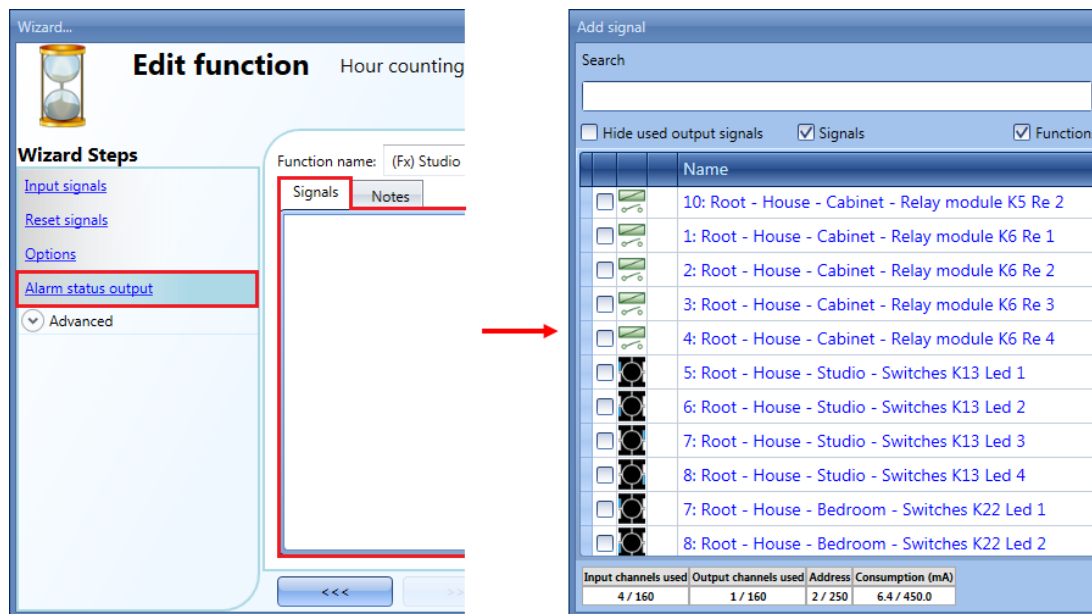 Wizard...
Edit function Hour counting
Wizard Steps
Input signals
Reset signals
Options
Alarm status output
Advanced
Function name: (Fx) Studio
Signals Notes
<<< >>
Add signal
Search
Hide used output signals Signals Function
Name
10: Root - House - Cabinet - Relay module K5 Re 2
1: Root - House - Cabinet - Relay module K6 Re 1
2: Root - House - Cabinet - Relay module K6 Re 2
3: Root - House - Cabinet - Relay module K6 Re 3
4: Root - House - Cabinet - Relay module K6 Re 4
5: Root - House - Studio - Switches K13 Led 1
6: Root - House - Studio - Switches K13 Led 2
7: Root - House - Studio - Switches K13 Led 3
8: Root - House - Studio - Switches K13 Led 4
7: Root - House - Bedroom - Switches K22 Led 1
8: Root - House - Bedroom - Switches K22 Led 2
Input channels used Output channels used Address Consumption (mA)
4 / 160 1 / 160 2 / 250 6.4 / 450.0